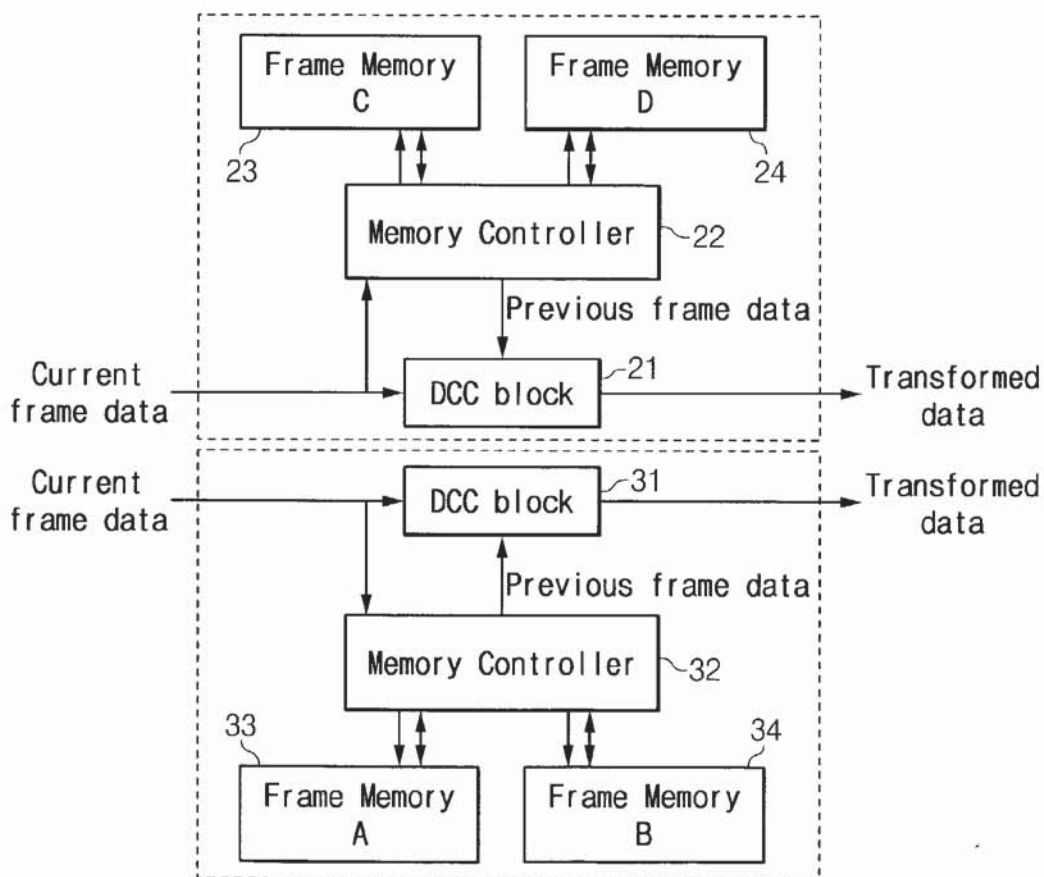 Frame Memory
C
Frame Memory
D
23
24
Memory Controller
22
Previous frame data
Current
frame data
21
DCC block
Transformed
data
Current
frame data
DCC block
31
Transformed
data
Previous frame data
Memory Controller
32
33
34
Frame Memory
A
Frame Memory
B